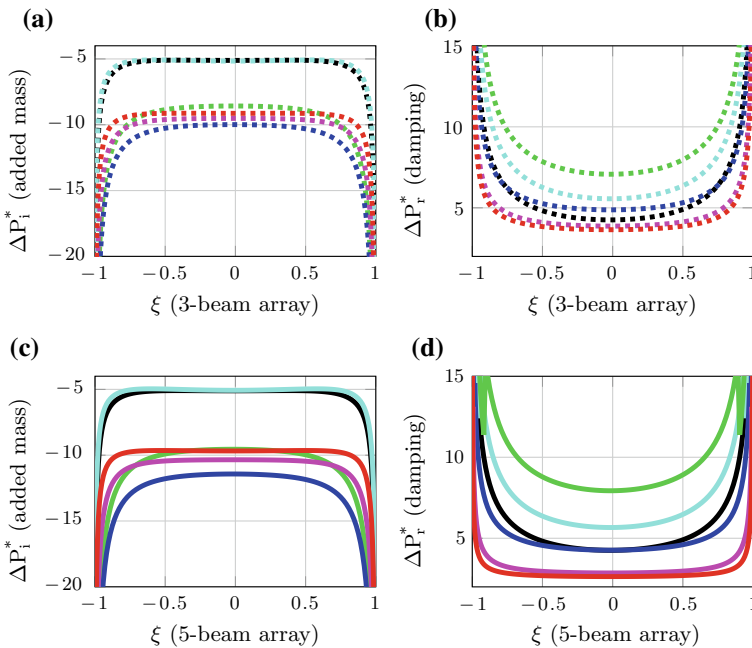 (a)
ΔP*i (added mass)
−5
−10
−15
−20
−1 −0.5 0 0.5 1
ξ (3-beam array)
(b)
ΔP*r (damping)
15
10
5
−1 −0.5 0 0.5 1
ξ (3-beam array)
(c)
ΔP*i (added mass)
−5
−10
−15
−20
−1 −0.5 0 0.5 1
ξ (5-beam array)
(d)
ΔP*r (damping)
15
10
5
−1 −0.5 0 0.5 1
ξ (5-beam array)